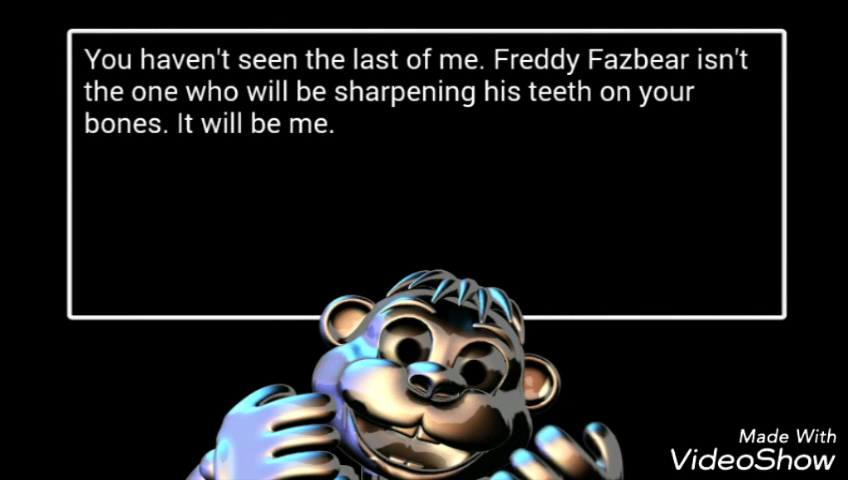 You haven't seen the last of me. Freddy Fazbear isn't
the one who will be sharpening his teeth on your
bones. It will be me.
Made With
VideoShow